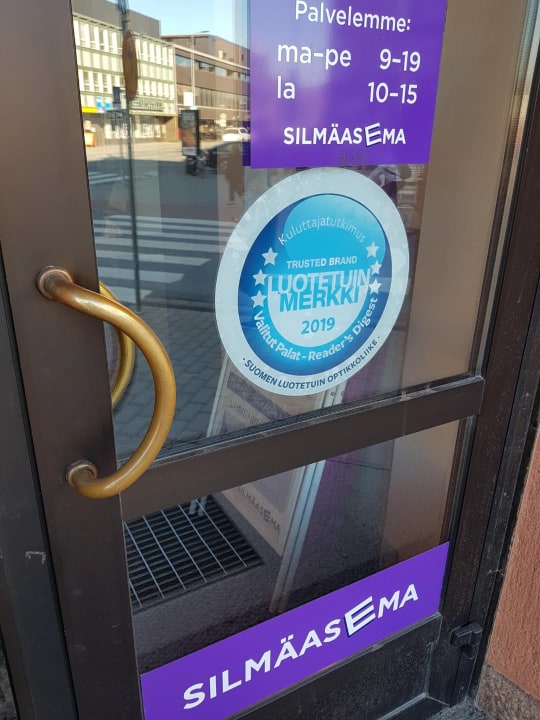 Palvelemme:
ma-pe 9-19
la 10-15
SILMÄASEMA
Kuluttajatutkimus
TRUSTED BRAND
LUOTETUIN
MERKKI
2019
Valitut Palat - Reader's Digest
· SUOMEN LUOTETUIN OPTIKKOLIIKE ·
SILMÄASEMA
SILMÄASEMA